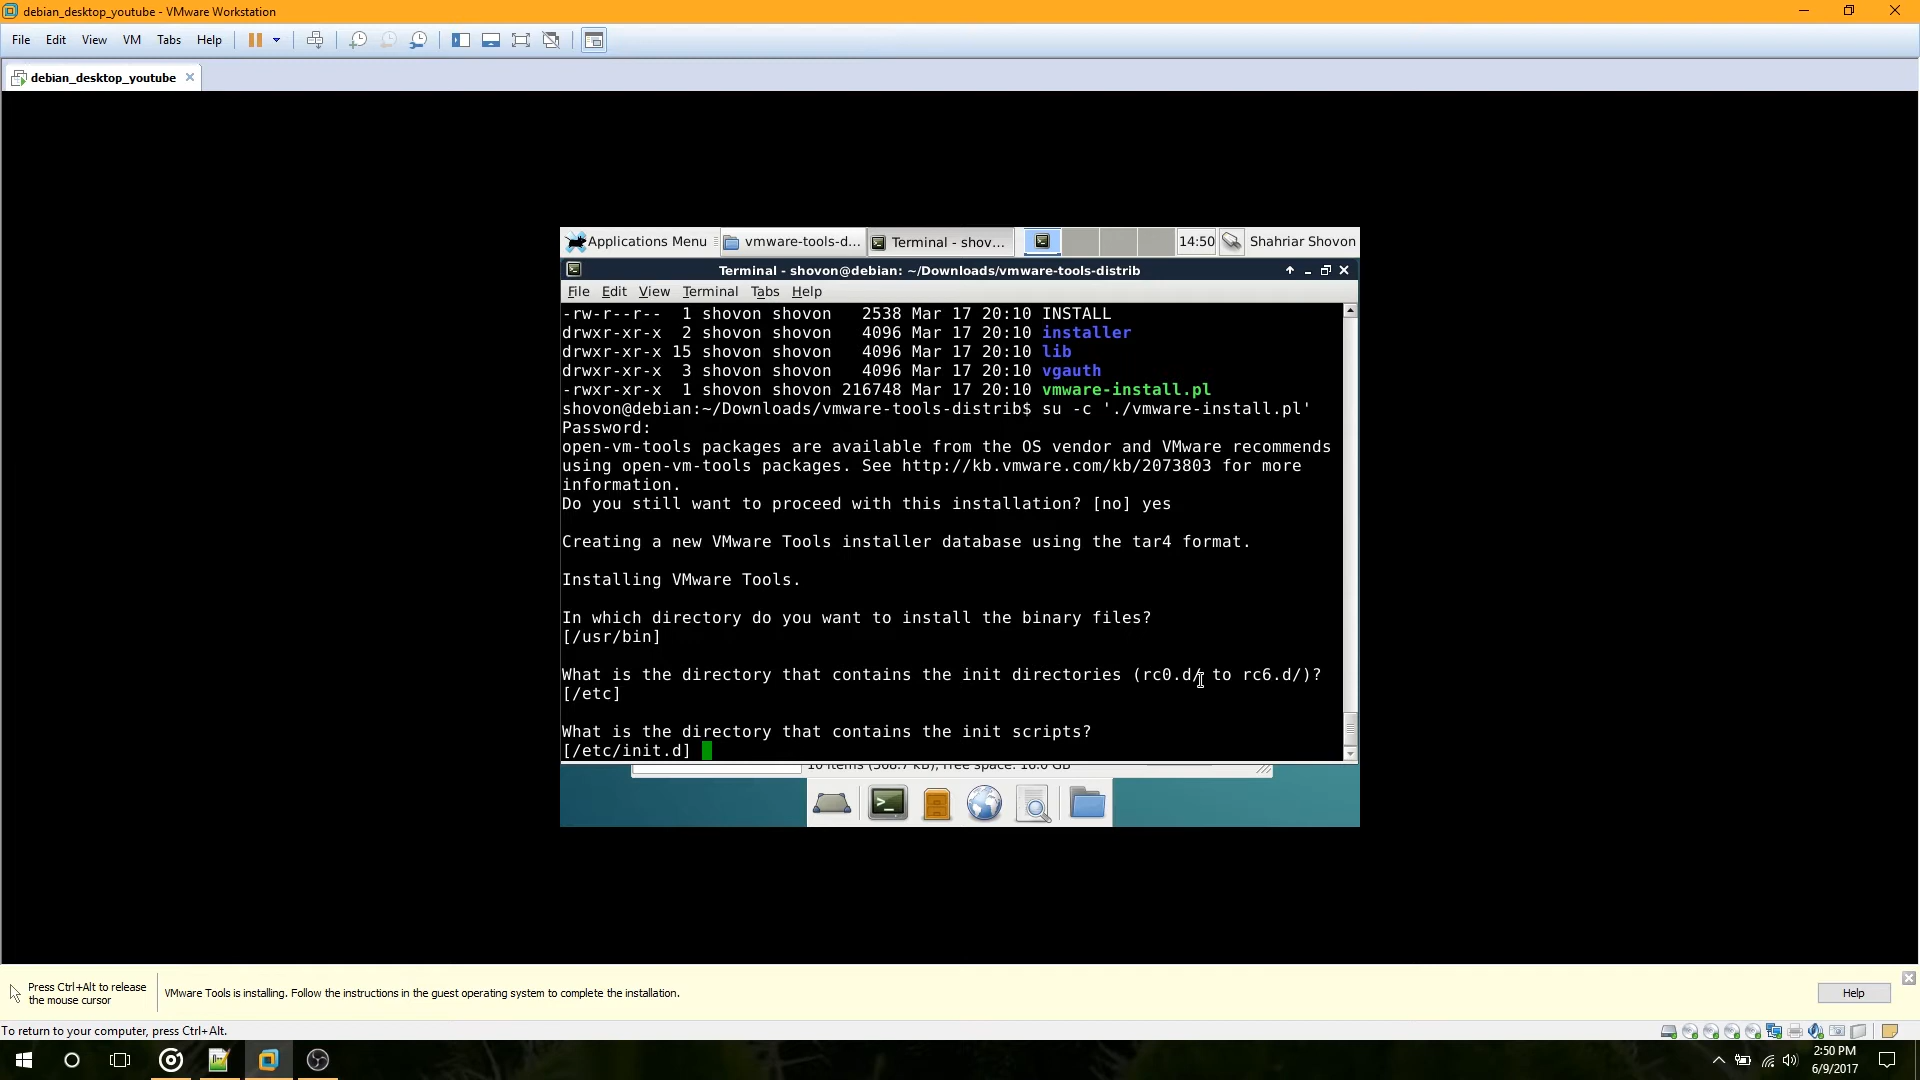 debian_desktop_youtube - VMware Workstation
File Edit View VM Tabs Help
debian_desktop_youtube
Applications Menu vmware-tools-d... Terminal - shov... 14:50 Shahriar Shovon
Terminal - shovon@debian: ~/Downloads/vmware-tools-distrib
File Edit View Terminal Tabs Help
-rw-r--r--  1 shovon shovon   2538 Mar 17 20:10 INSTALL
drwxr-xr-x  2 shovon shovon   4096 Mar 17 20:10 installer
drwxr-xr-x 15 shovon shovon   4096 Mar 17 20:10 lib
drwxr-xr-x  3 shovon shovon   4096 Mar 17 20:10 vgauth
-rwxr-xr-x  1 shovon shovon 216748 Mar 17 20:10 vmware-install.pl
shovon@debian:~/Downloads/vmware-tools-distrib$ su -c './vmware-install.pl'
Password:
open-vm-tools packages are available from the OS vendor and VMware recommends
using open-vm-tools packages. See http://kb.vmware.com/kb/2073803 for more
information.
Do you still want to proceed with this installation? [no] yes
Creating a new VMware Tools installer database using the tar4 format.
Installing VMware Tools.
In which directory do you want to install the binary files?
[/usr/bin]
What is the directory that contains the init directories (rc0.d/ to rc6.d/)?
[/etc]
What is the directory that contains the init scripts?
[/etc/init.d]
Free space:
Press Ctrl+Alt to release
the mouse cursor
VMware Tools is installing. Follow the instructions in the guest operating system to complete the installation.
Help
To return to your computer, press Ctrl+Alt.
2:50 PM
6/9/2017